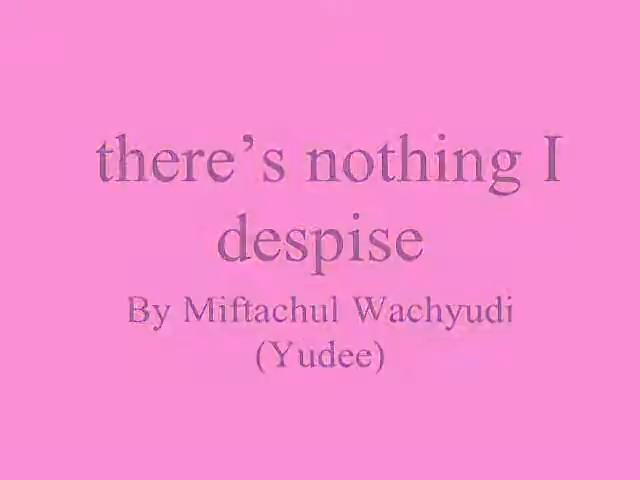 there’s nothing I
despise
By Miftachul Wachyudi
(Yudee)